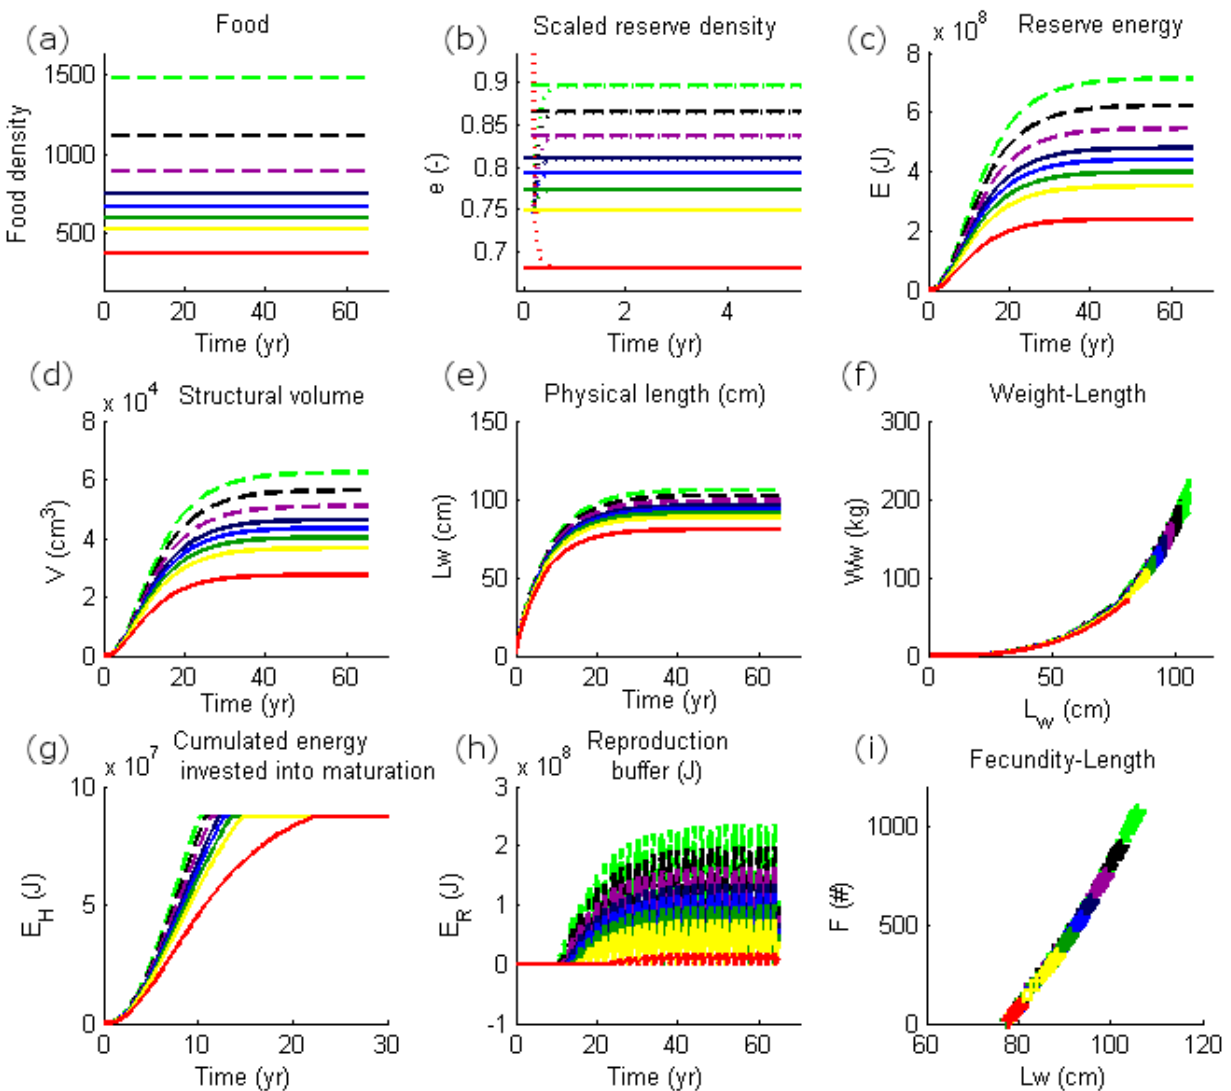 (a)
Food
Food density
1500
1000
500
0
20
40
60
Time (yr)
(b)
Scaled reserve density
e (-)
0.9
0.85
0.8
0.75
0.7
0
2
4
Time (yr)
(c)
x 10^8
Reserve energy
E (J)
8
6
4
2
0
0
20
40
60
Time (yr)
(d)
x 10^4
Structural volume
V (cm^3)
8
6
4
2
0
0
20
40
60
Time (yr)
(e)
Physical length (cm)
Lw (cm)
150
100
50
0
0
20
40
60
Time (yr)
(f)
Weight-Length
Ww (kg)
300
200
100
0
0
50
100
L_w (cm)
(g)
x 10^7
Cumulated energy
invested into maturation
E_H (J)
10
5
0
0
10
20
30
Time (yr)
(h)
x 10^8
Reproduction
buffer (J)
E_R (J)
3
2
1
0
-1
0
20
40
60
Time (yr)
(i)
Fecundity-Length
F (#)
1000
500
0
60
80
100
120
Lw (cm)